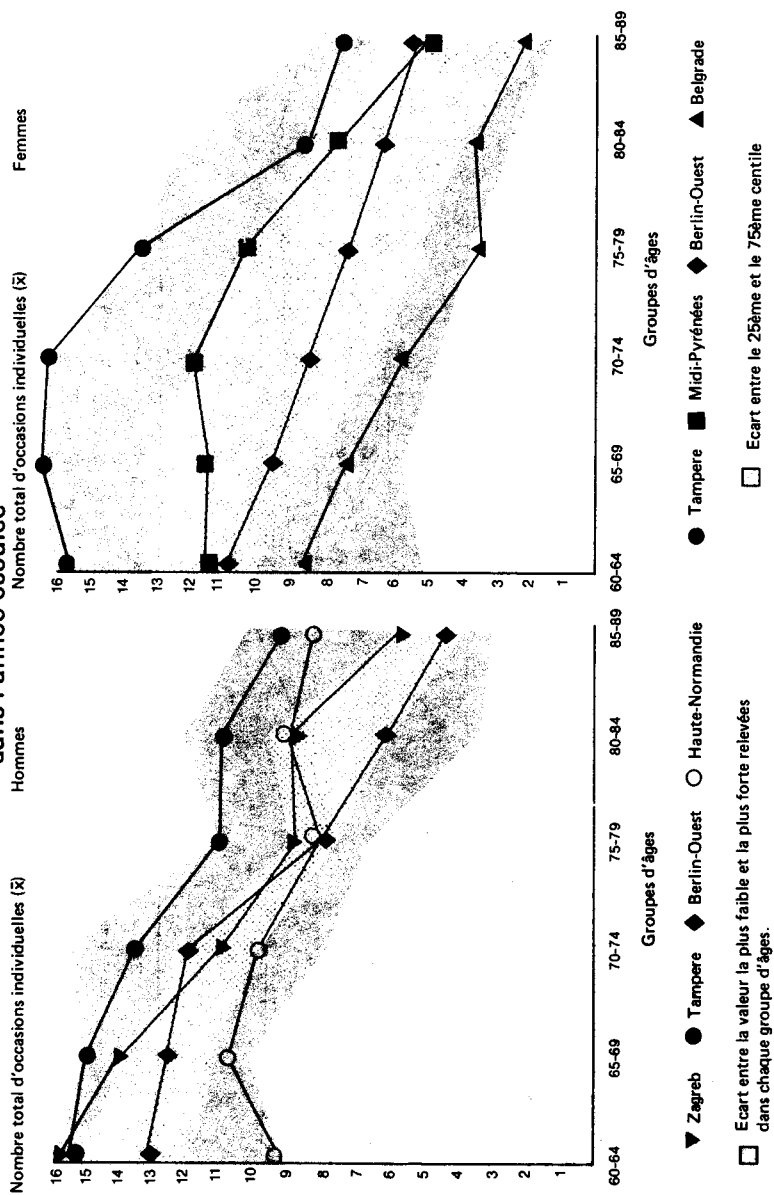 dans l'année écoulée
Hommes
Nombre total d'occasions individuelles (x̄)
16
15
14
13
12
11
10
9
8
7
6
5
4
3
2
1
60-64
65-69
70-74
75-79
80-84
85-89
Groupes d'âges
Zagreb
Tampere
Berlin-Ouest
Haute-Normandie
Ecart entre la valeur la plus faible et la plus forte relevées
dans chaque groupe d'âges.
Femmes
Nombre total d'occasions individuelles (x̄)
16
15
14
13
12
11
10
9
8
7
6
5
4
3
2
1
60-64
65-69
70-74
75-79
80-84
85-89
Groupes d'âges
Tampere
Midi-Pyrénées
Berlin-Ouest
Belgrade
Ecart entre le 25ème et le 75ème centile